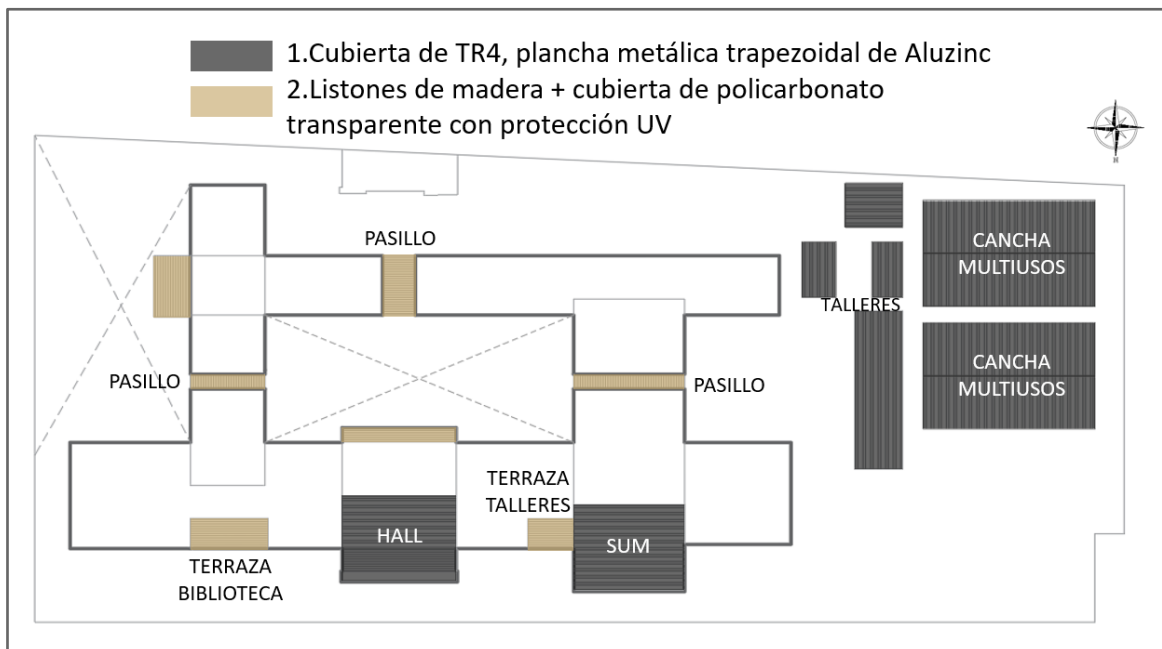 1.Cubierta de TR4, plancha metálica trapezoidal de Aluzinc
2.Listones de madera + cubierta de policarbonato
transparente con protección UV
N
PASILLO
CANCHA
MULTIUSOS
TALLERES
PASILLO
PASILLO
CANCHA
MULTIUSOS
TERRAZA
TALLERES
HALL
SUM
TERRAZA
BIBLIOTECA